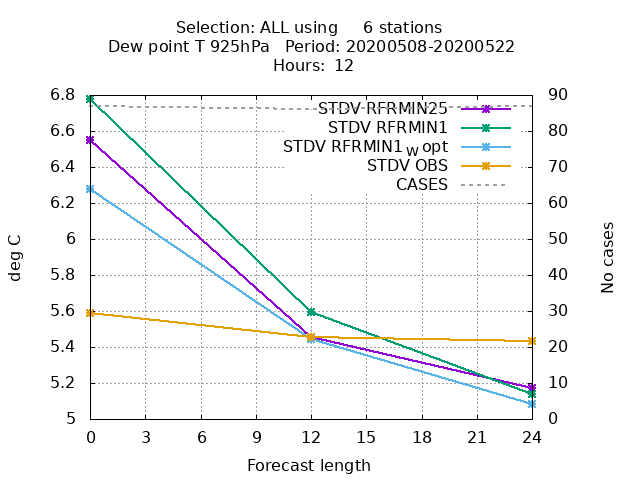 Selection: ALL using     6 stations
Dew point T 925hPa   Period: 20200508-20200522
Hours: 12
6.8
6.6
6.4
6.2
6
5.8
5.6
5.4
5.2
5
90
80
70
60
50
40
30
20
10
0
STDV RFRMIN25
STDV RFRMIN1
STDV RFRMIN1 W opt
STDV OBS
CASES
deg C
No cases
0 3 6 9 12 15 18 21 24
Forecast length